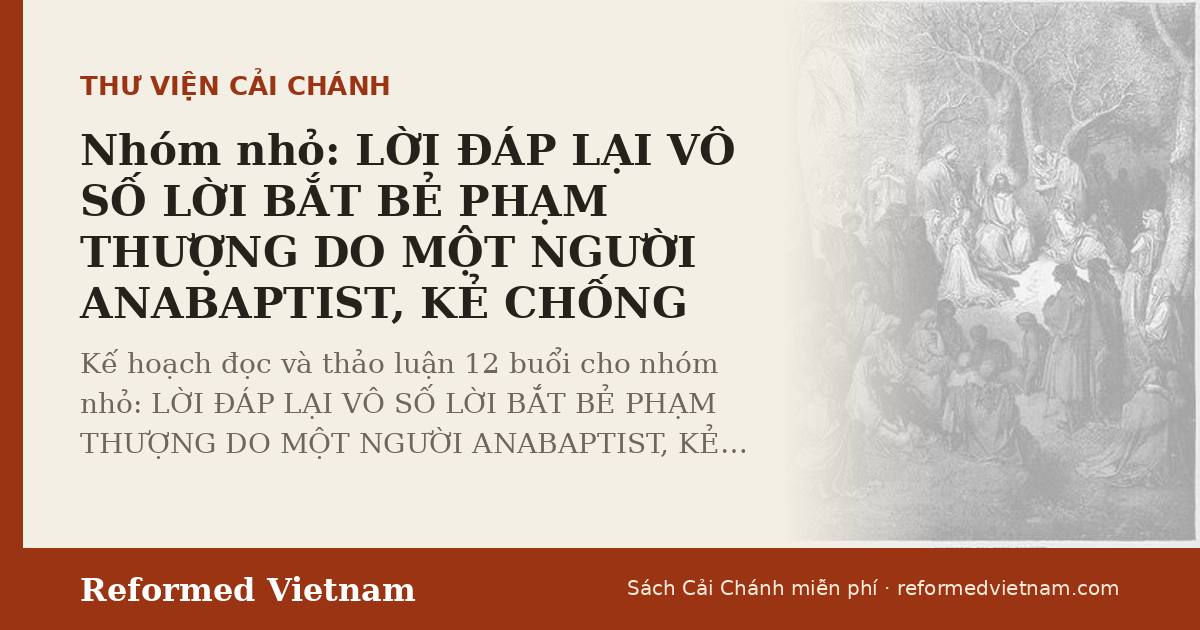 THƯ VIỆN CẢI CHÁNH
Nhóm nhỏ: LỜI ĐÁP LẠI VÔ
SỐ LỜI BẮT BẺ PHẠM
THƯỢNG DO MỘT NGƯỜI
ANABAPTIST, KẺ CHỐNG
Kế hoạch đọc và thảo luận 12 buổi cho nhóm
nhỏ: LỜI ĐÁP LẠI VÔ SỐ LỜI BẮT BẺ PHẠM
THƯỢNG DO MỘT NGƯỜI ANABAPTIST, KẺ...
Reformed Vietnam
Sách Cải Chánh miễn phí · reformedvietnam.com